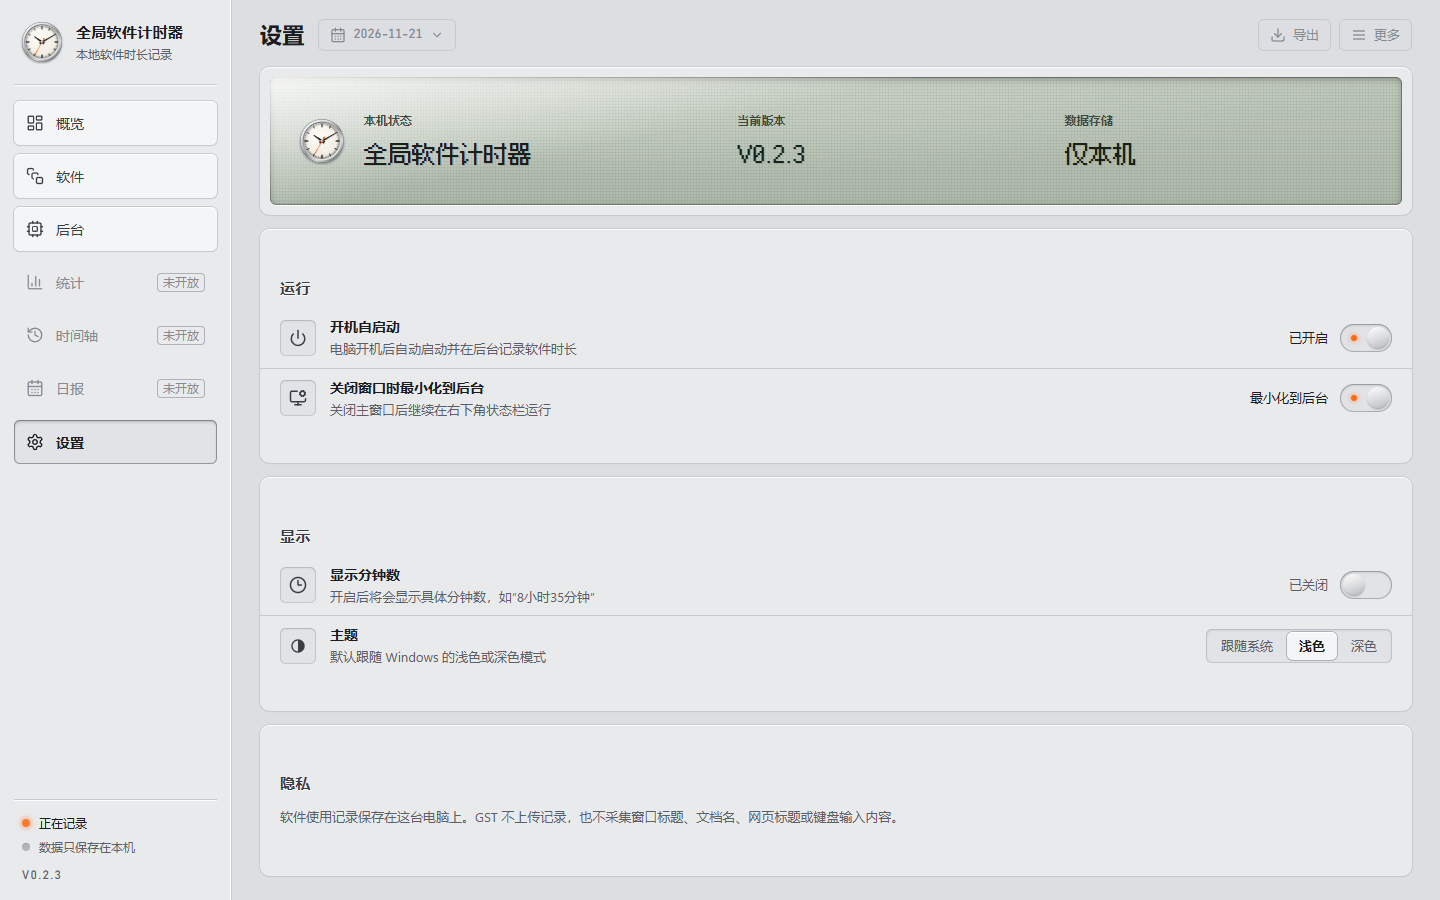 全局软件计时器
本地软件时长记录
概览
软件
后台
统计 未开放
时间轴 未开放
日报 未开放
设置
正在记录
数据只保存在本机
V0.2.3
设置 2026-11-21 导出 更多
本机状态
全局软件计时器
当前版本
V0.2.3
数据存储
仅本机
运行
开机自启动
电脑开机后自动启动并在后台记录软件时长
已开启
关闭窗口时最小化到后台
关闭主窗口后继续在右下角状态栏运行
最小化到后台
显示
显示分钟数
开启后将会显示具体分钟数，如“8小时35分钟”
已关闭
主题
默认跟随 Windows 的浅色或深色模式
跟随系统 浅色 深色
隐私
软件使用记录保存在这台电脑上。GST 不上传记录，也不采集窗口标题、文档名、网页标题或键盘输入内容。